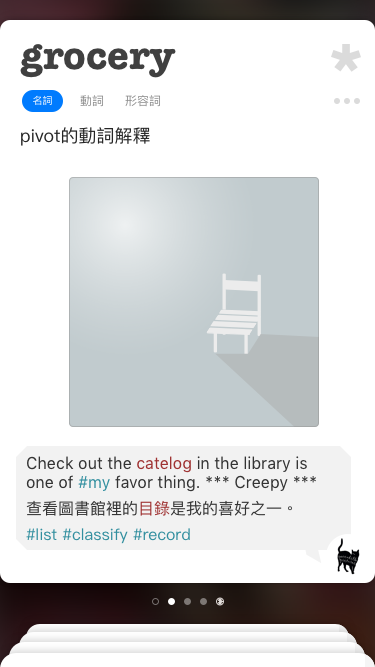 grocery
名詞 動詞 形容詞
pivot的動詞解釋
Check out the catelog in the library is
one of #my favor thing. *** Creepy ***
查看圖書館裡的目錄是我的喜好之一。
#list #classify #record